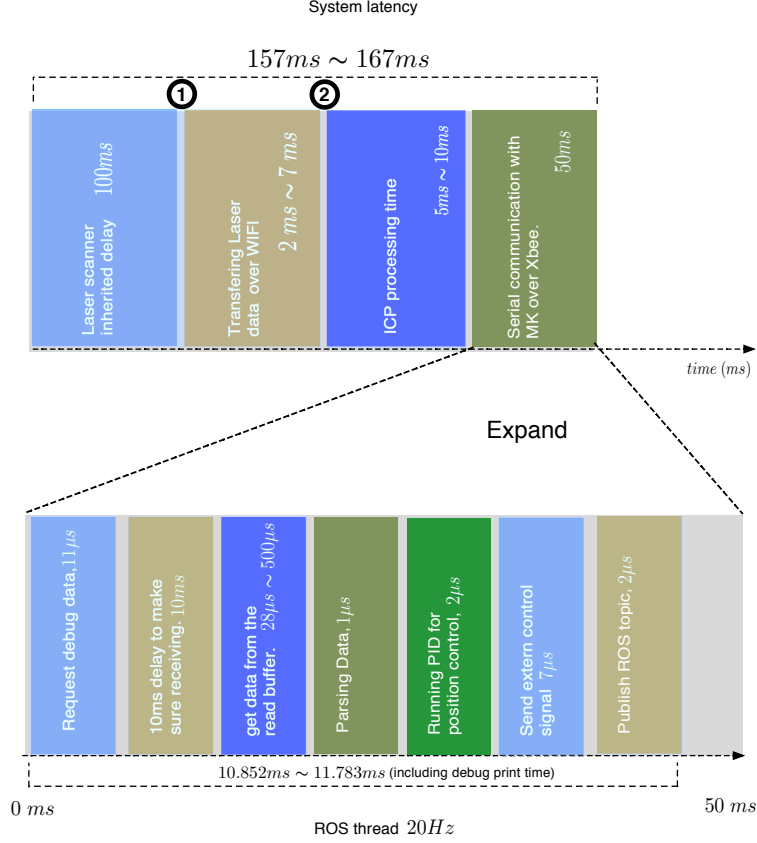 System latency
157ms ~ 167ms
1
2
Laser scanner
inherited delay 100ms
Transfering Laser
data over WIFI
2 ms ~ 7 ms
ICP processing time
5ms ~ 10ms
Serial communication with
MK over Xbee.
50ms
time (ms)
Expand
Request debug data,11µs
10ms delay to make
sure receiving. 10ms
get data from the
read buffer. 28µs ~ 500µs
Parsing Data, 1µs
Running PID for
position control, 2µs
Send extern control
signal 7µs
Publish ROS topic, 2µs
10.852ms ~ 11.783ms (including debug print time)
0 ms
50 ms
ROS thread 20Hz